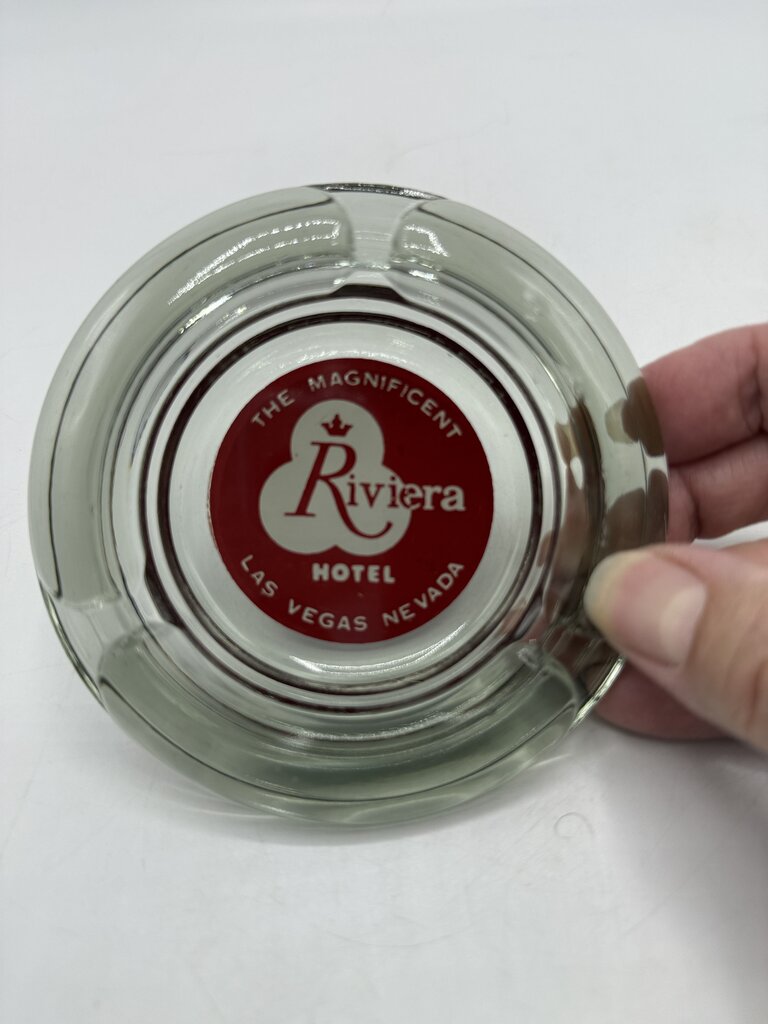 THE MAGNIFICENT
Riviera
HOTEL
LAS VEGAS NEVADA